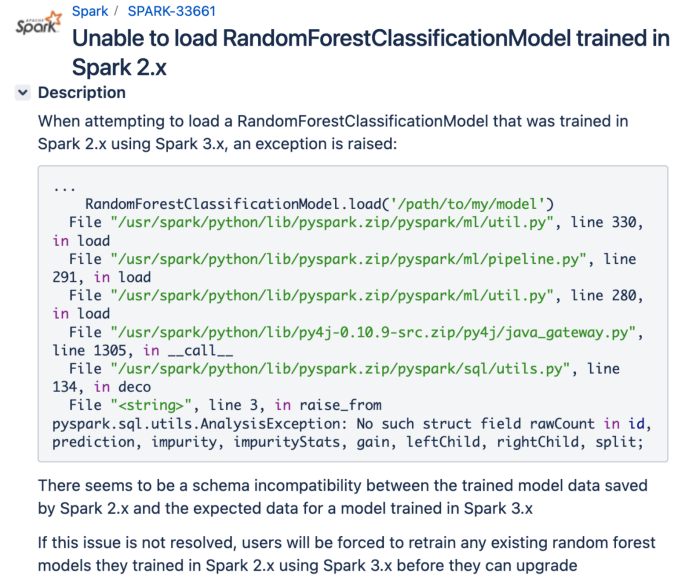 APACHE
Spark
Spark / SPARK-33661
Unable to load RandomForestClassificationModel trained in
Spark 2.x
Description
When attempting to load a RandomForestClassificationModel that was trained in
Spark 2.x using Spark 3.x, an exception is raised:
...
    RandomForestClassificationModel.load('/path/to/my/model')
  File "/usr/spark/python/lib/pyspark.zip/pyspark/ml/util.py", line 330,
in load
  File "/usr/spark/python/lib/pyspark.zip/pyspark/ml/pipeline.py", line
291, in load
  File "/usr/spark/python/lib/pyspark.zip/pyspark/ml/util.py", line 280,
in load
  File "/usr/spark/python/lib/py4j-0.10.9-src.zip/py4j/java_gateway.py",
line 1305, in __call__
  File "/usr/spark/python/lib/pyspark.zip/pyspark/sql/utils.py", line
134, in deco
  File "<string>", line 3, in raise_from
pyspark.sql.utils.AnalysisException: No such struct field rawCount in id,
prediction, impurity, impurityStats, gain, leftChild, rightChild, split;
There seems to be a schema incompatibility between the trained model data saved
by Spark 2.x and the expected data for a model trained in Spark 3.x
If this issue is not resolved, users will be forced to retrain any existing random forest
models they trained in Spark 2.x using Spark 3.x before they can upgrade